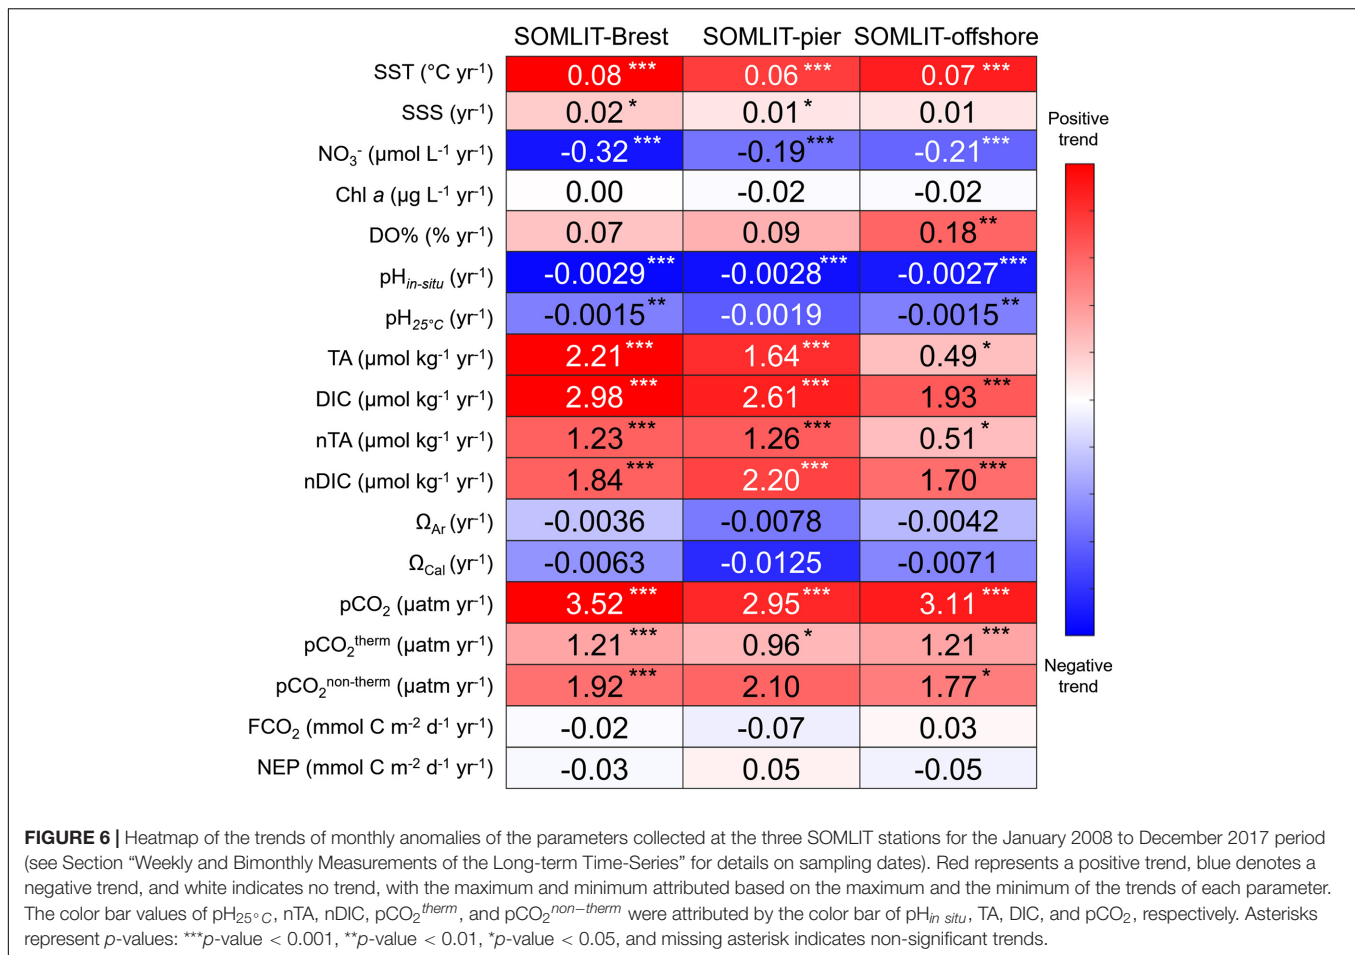 SOMLIT-Brest SOMLIT-pier SOMLIT-offshore
SST (°C yr⁻¹) 0.08 *** 0.06 *** 0.07 ***
SSS (yr⁻¹) 0.02 * 0.01 * 0.01
NO₃⁻ (µmol L⁻¹ yr⁻¹) -0.32 *** -0.19 *** -0.21 ***
Chl a (µg L⁻¹ yr⁻¹) 0.00 -0.02 -0.02
DO% (% yr⁻¹) 0.07 0.09 0.18 **
pH in-situ (yr⁻¹) -0.0029 *** -0.0028 *** -0.0027 ***
pH 25°C (yr⁻¹) -0.0015 ** -0.0019 -0.0015 **
TA (µmol kg⁻¹ yr⁻¹) 2.21 *** 1.64 *** 0.49 *
DIC (µmol kg⁻¹ yr⁻¹) 2.98 *** 2.61 *** 1.93 ***
nTA (µmol kg⁻¹ yr⁻¹) 1.23 *** 1.26 *** 0.51 *
nDIC (µmol kg⁻¹ yr⁻¹) 1.84 *** 2.20 *** 1.70 ***
Ω Ar (yr⁻¹) -0.0036 -0.0078 -0.0042
Ω Cal (yr⁻¹) -0.0063 -0.0125 -0.0071
pCO₂ (µatm yr⁻¹) 3.52 *** 2.95 *** 3.11 ***
pCO₂ therm (µatm yr⁻¹) 1.21 *** 0.96 * 1.21 ***
pCO₂ non-therm (µatm yr⁻¹) 1.92 *** 2.10 1.77 *
FCO₂ (mmol C m⁻² d⁻¹ yr⁻¹) -0.02 -0.07 0.03
NEP (mmol C m⁻² d⁻¹ yr⁻¹) -0.03 0.05 -0.05
Positive
trend
Negative
trend
FIGURE 6 | Heatmap of the trends of monthly anomalies of the parameters collected at the three SOMLIT stations for the January 2008 to December 2017 period
(see Section “Weekly and Bimonthly Measurements of the Long-term Time-Series” for details on sampling dates). Red represents a positive trend, blue denotes a
negative trend, and white indicates no trend, with the maximum and minimum attributed based on the maximum and the minimum of the trends of each parameter.
The color bar values of pH25°C, nTA, nDIC, pCO₂ therm, and pCO₂ non−therm were attributed by the color bar of pH in situ, TA, DIC, and pCO₂, respectively. Asterisks
represent p-values: ***p-value < 0.001, **p-value < 0.01, *p-value < 0.05, and missing asterisk indicates non-significant trends.